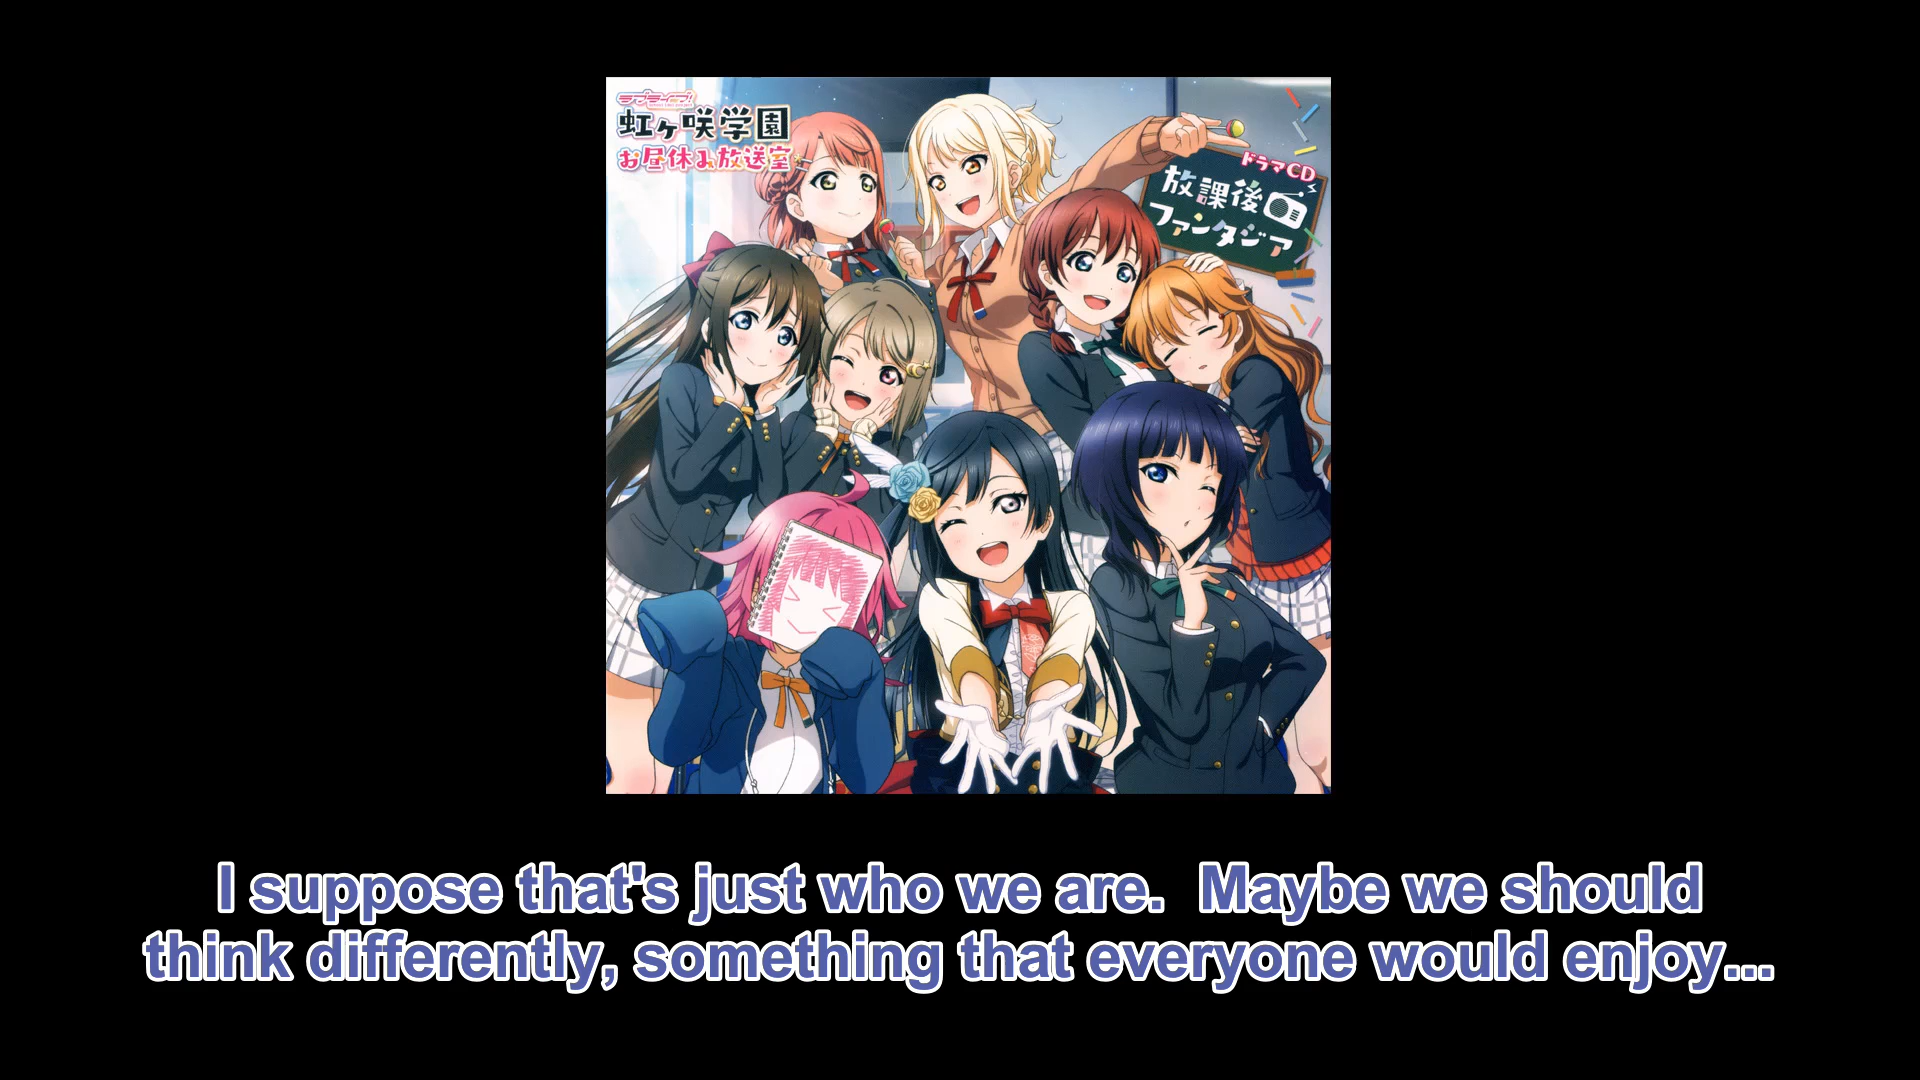 ラブライブ!
虹ヶ咲学園
お昼休み放送室
ドラマCD
放課後
ファンタジア
I suppose that's just who we are.  Maybe we should
think differently, something that everyone would enjoy...